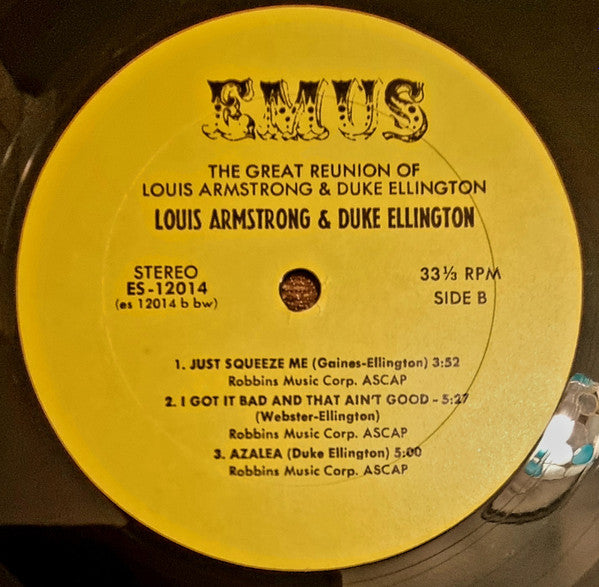 EMUS
THE GREAT REUNION OF
LOUIS ARMSTRONG & DUKE ELLINGTON
LOUIS ARMSTRONG & DUKE ELLINGTON
STEREO
ES-12014
(es 12014 b bw)
33⅓ RPM
SIDE B
1. JUST SQUEEZE ME (Gaines-Ellington) 3:52
Robbins Music Corp. ASCAP
2. I GOT IT BAD AND THAT AIN'T GOOD - 5:27
(Webster-Ellington)
Robbins Music Corp. ASCAP
3. AZALEA (Duke Ellington) 5:00
Robbins Music Corp. ASCAP